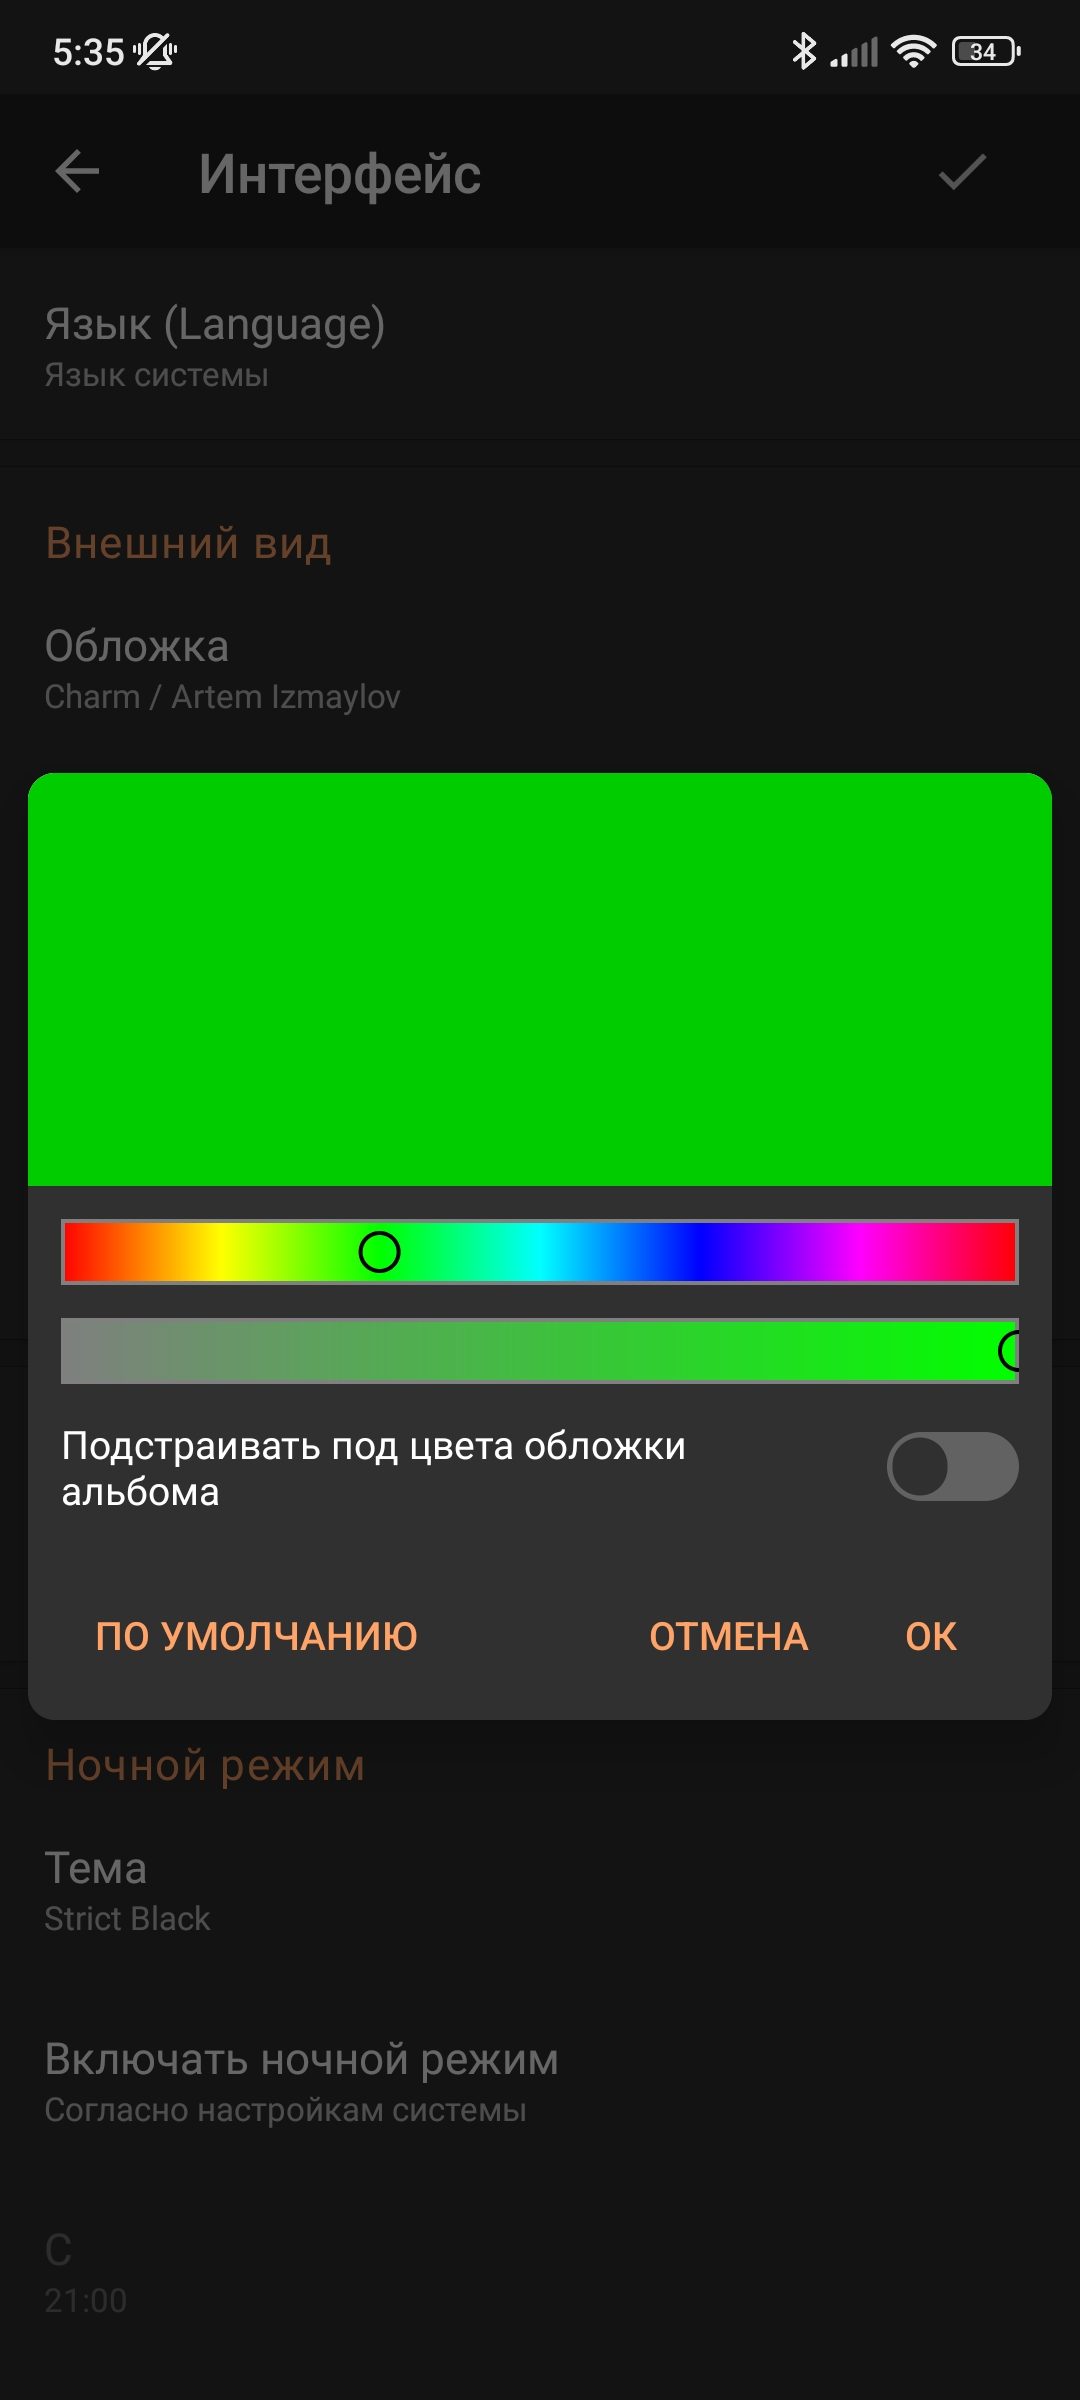 5:35
34
Интерфейс
Язык (Language)
Язык системы
Внешний вид
Обложка
Charm / Artem Izmaylov
Подстраивать под цвета обложки
альбома
ПО УМОЛЧАНИЮ ОТМЕНА ОК
Ночной режим
Тема
Strict Black
Включать ночной режим
Согласно настройкам системы
С
21:00